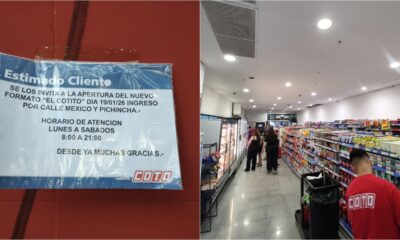 Estimado Cliente
SE LOS INVITA A LA APERTURA DEL NUEVO
FORMATO "EL COTITO" DIA 19/01/26 INGRESO
POR CALLE MEXICO Y PICHINCHA.-
HORARIO DE ATENCION
LUNES A SABADOS
8:00 A 21:00
DESDE YA MUCHAS GRACIAS.-
COTO
COTO